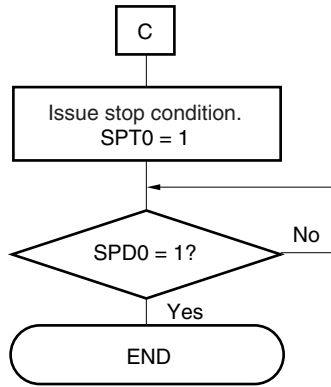 C
Issue stop condition.
SPT0 = 1
SPD0 = 1?
No
Yes
END